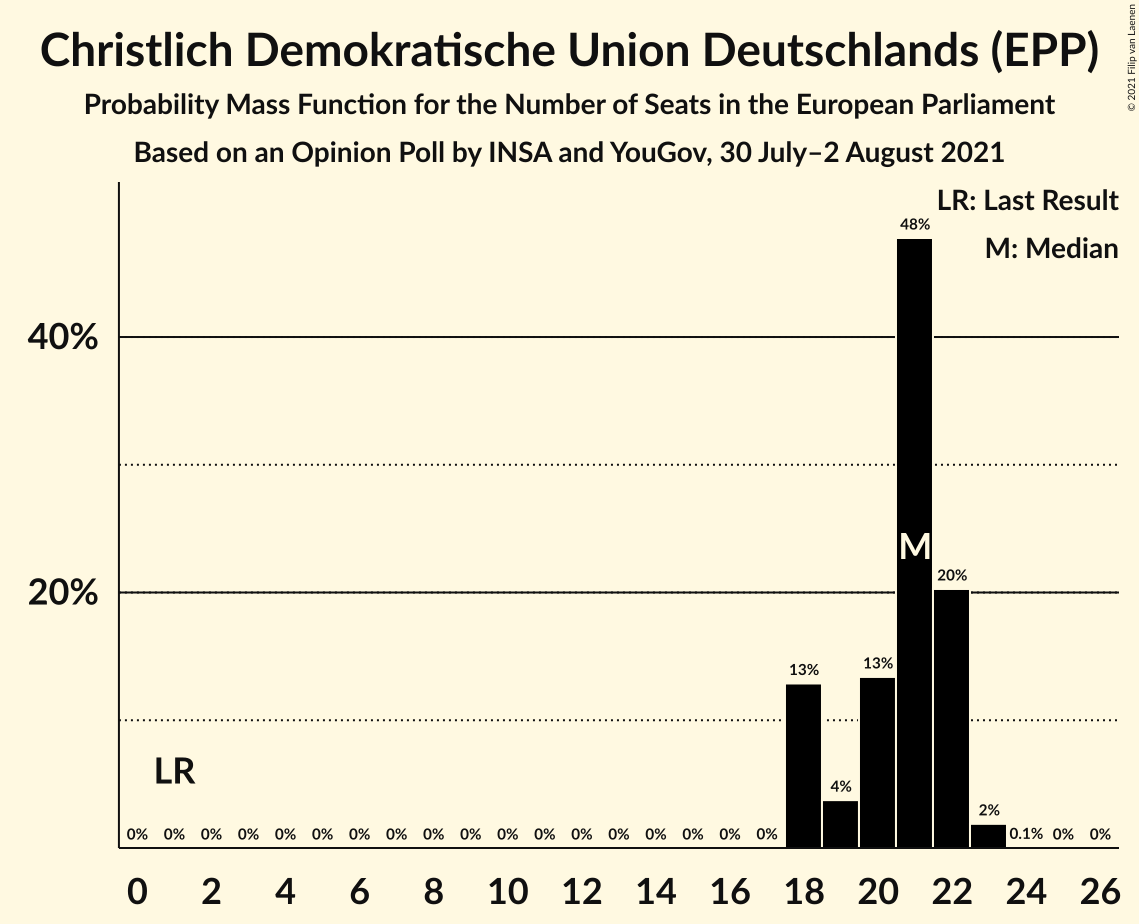 Christlich Demokratische Union Deutschlands (EPP)
Probability Mass Function for the Number of Seats in the European Parliament
Based on an Opinion Poll by INSA and YouGov, 30 July–2 August 2021
© 2021 Filip van Laenen
LR: Last Result
M: Median
48%
40%
M
20%
20%
13% 13%
LR
4%
2%
0% 0% 0% 0% 0% 0% 0% 0% 0% 0% 0% 0% 0% 0% 0% 0% 0% 0% 0.1% 0% 0%
0 2 4 6 8 10 12 14 16 18 20 22 24 26